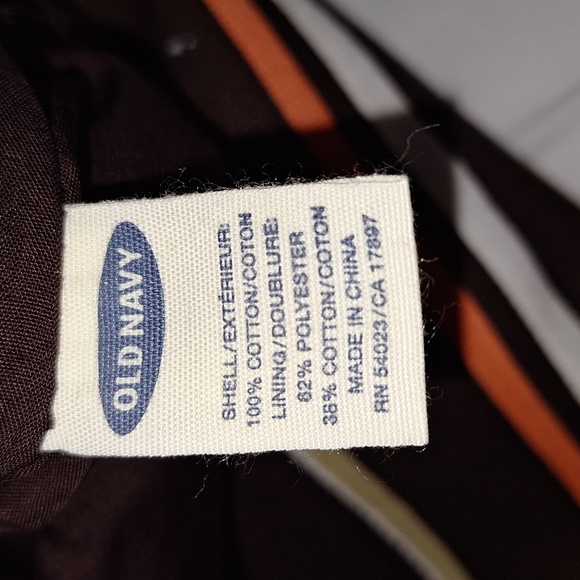 OLD NAVY
SHELL/EXTÉRIEUR:
100% COTTON/COTON
LINING/DOUBLURE:
62% POLYESTER
38% COTTON/COTON
MADE IN CHINA
RN 54023/CA 17897